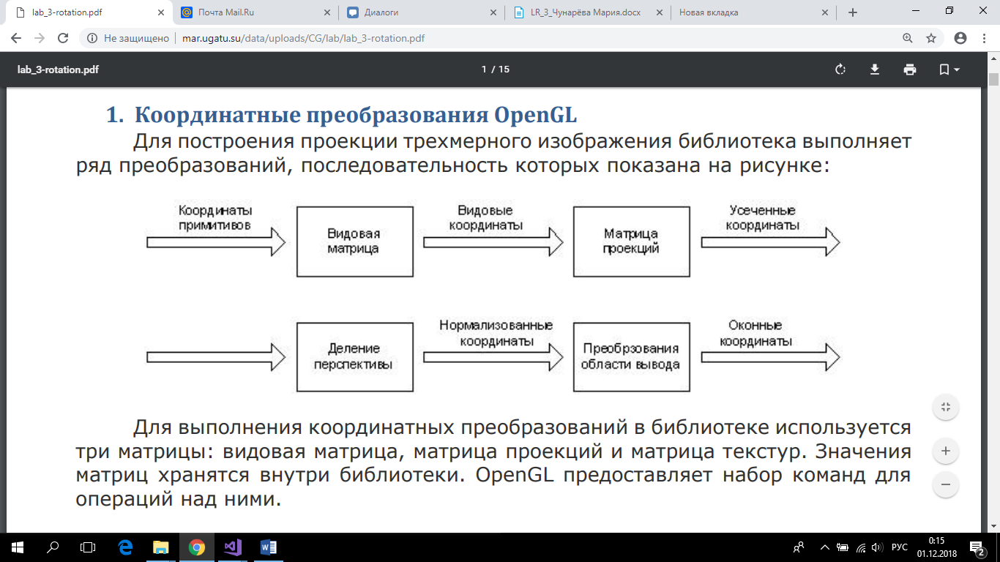 lab_3-rotation.pdf
Почта Mail.Ru
Диалоги
LR_3_Чунарёва Мария.docx
Новая вкладка
Не защищено
mar.ugatu.su/data/uploads/CG/lab/lab_3-rotation.pdf
lab_3-rotation.pdf
1 / 15
1. Координатные преобразования OpenGL
Для построения проекции трехмерного изображения библиотека выполняет
ряд преобразований, последовательность которых показана на рисунке:
Координаты
примитивов
Видовая
матрица
Видовые
координаты
Матрица
проекций
Усеченные
координаты
Деление
перспективы
Нормализованные
координаты
Преобрзования
области вывода
Оконные
координаты
Для выполнения координатных преобразований в библиотеке используется
три матрицы: видовая матрица, матрица проекций и матрица текстур. Значения
матриц хранятся внутри библиотеки. OpenGL предоставляет набор команд для
операций над ними.
РУС
0:15
01.12.2018
2